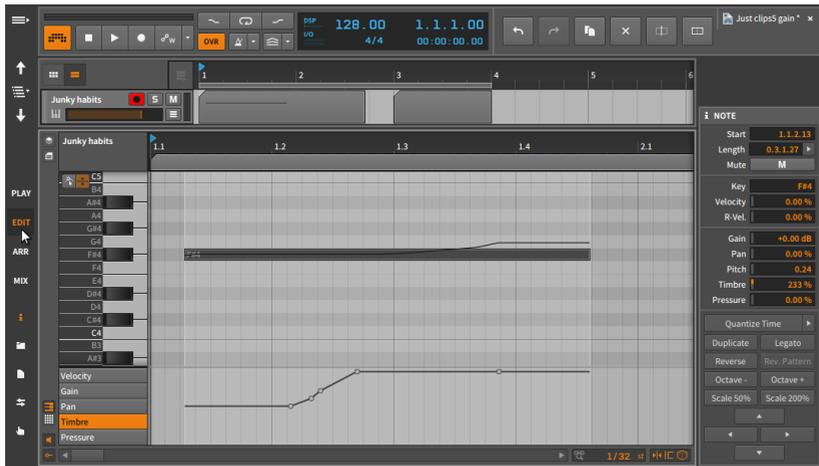 DSP
I/O
128.00
4/4
1.1.1.00
00:00:00.00
OVR
Just clips5 gain *
1
2
3
4
5
6
Junky habits
S
M
Junky habits
1.1
1.2
1.3
1.4
2.1
PLAY
EDIT
ARR
MIX
C5
B4
A#4
A4
G#4
G4
F#4
F4
E4
D#4
D4
C#4
C4
B3
A#3
Velocity
Gain
Pan
Timbre
Pressure
1/32
NOTE
Start 1.1.2.13
Length 0.3.1.27
Mute M
Key F#4
Velocity 0.00 %
R-Vel. 0.00 %
Gain +0.00 dB
Pan 0.00 %
Pitch 0.24
Timbre 233 %
Pressure 0.00 %
Quantize Time
Duplicate Legato
Reverse Rev. Pattern
Octave - Octave +
Scale 50% Scale 200%